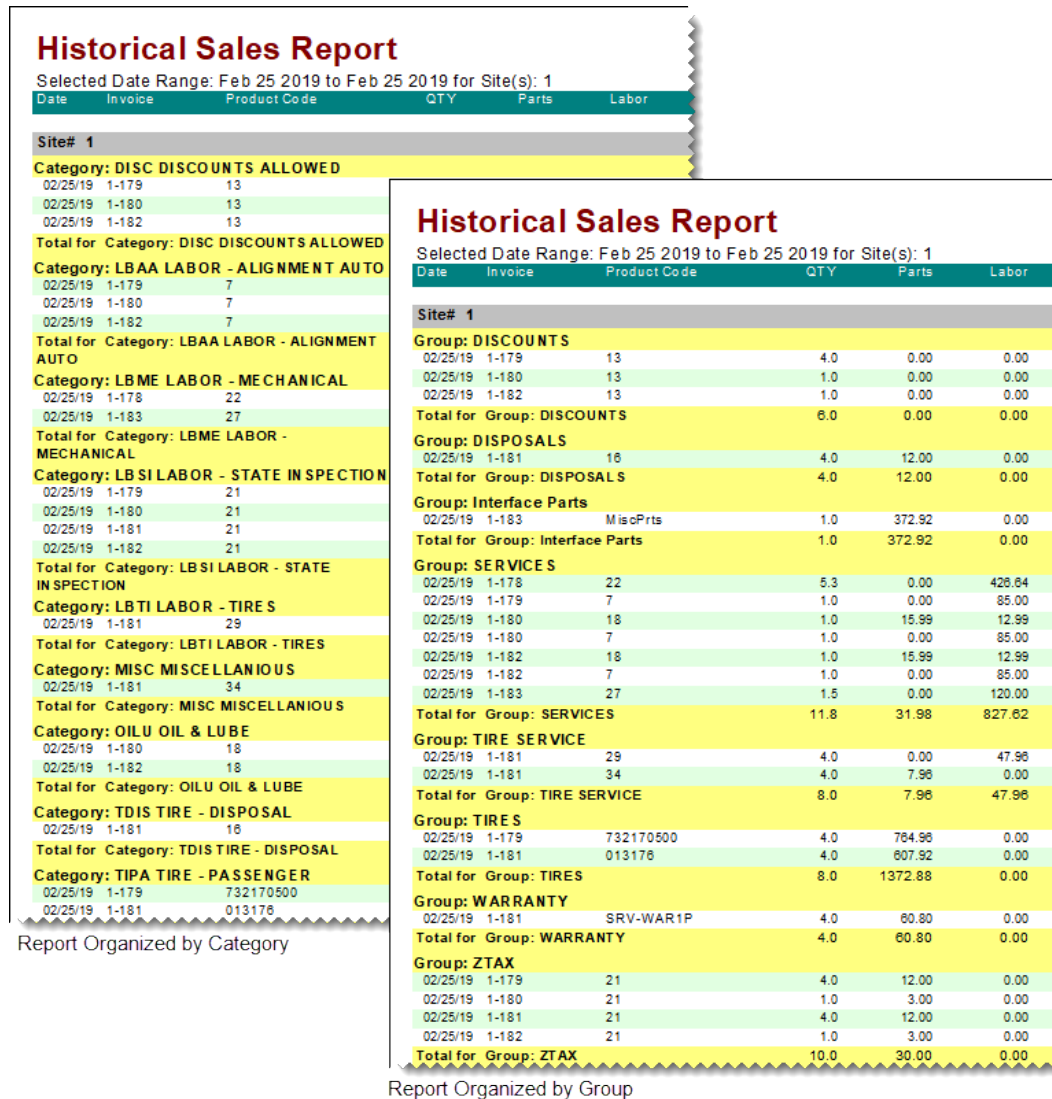 Historical Sales Report
Selected Date Range: Feb 25 2019 to Feb 25 2019 for Site(s): 1
Date Invoice Product Code QTY Parts Labor
Site# 1
Category: DISC DISCOUNTS ALLOWED
02/25/19 1-179 13
02/25/19 1-180 13
02/25/19 1-182 13
Total for Category: DISC DISCOUNTS ALLOWED
Category: LBAA LABOR - ALIGNMENT AUTO
02/25/19 1-179 7
02/25/19 1-180 7
02/25/19 1-182 7
Total for Category: LBAA LABOR - ALIGNMENT
AUTO
Category: LBME LABOR - MECHANICAL
02/25/19 1-178 22
02/25/19 1-183 27
Total for Category: LBME LABOR -
MECHANICAL
Category: LBSI LABOR - STATE INSPECTION
02/25/19 1-179 21
02/25/19 1-180 21
02/25/19 1-181 21
02/25/19 1-182 21
Total for Category: LBSI LABOR - STATE
INSPECTION
Category: LBTI LABOR - TIRES
02/25/19 1-181 29
Total for Category: LBTI LABOR - TIRES
Category: MISC MISCELLANIOUS
02/25/19 1-181 34
Total for Category: MISC MISCELLANIOUS
Category: OILU OIL & LUBE
02/25/19 1-180 18
02/25/19 1-182 18
Total for Category: OILU OIL & LUBE
Category: TDIS TIRE - DISPOSAL
02/25/19 1-181 16
Total for Category: TDIS TIRE - DISPOSAL
Category: TIPA TIRE - PASSENGER
02/25/19 1-179 732170500
02/25/19 1-181 013176
Report Organized by Category
Historical Sales Report
Selected Date Range: Feb 25 2019 to Feb 25 2019 for Site(s): 1
Date Invoice Product Code QTY Parts Labor
Site# 1
Group: DISCOUNTS
02/25/19 1-179 13 4.0 0.00 0.00
02/25/19 1-180 13 1.0 0.00 0.00
02/25/19 1-182 13 1.0 0.00 0.00
Total for Group: DISCOUNTS 6.0 0.00 0.00
Group: DISPOSALS
02/25/19 1-181 16 4.0 12.00 0.00
Total for Group: DISPOSALS 4.0 12.00 0.00
Group: Interface Parts
02/25/19 1-183 MiscPrts 1.0 372.92 0.00
Total for Group: Interface Parts 1.0 372.92 0.00
Group: SERVICES
02/25/19 1-178 22 5.3 0.00 426.64
02/25/19 1-179 7 1.0 0.00 85.00
02/25/19 1-180 18 1.0 15.99 12.99
02/25/19 1-180 7 1.0 0.00 85.00
02/25/19 1-182 18 1.0 15.99 12.99
02/25/19 1-182 7 1.0 0.00 85.00
02/25/19 1-183 27 1.5 0.00 120.00
Total for Group: SERVICES 11.8 31.98 827.62
Group: TIRE SERVICE
02/25/19 1-181 29 4.0 0.00 47.96
02/25/19 1-181 34 4.0 7.96 0.00
Total for Group: TIRE SERVICE 8.0 7.96 47.96
Group: TIRES
02/25/19 1-179 732170500 4.0 764.96 0.00
02/25/19 1-181 013176 4.0 607.92 0.00
Total for Group: TIRES 8.0 1372.88 0.00
Group: WARRANTY
02/25/19 1-181 SRV-WAR1P 4.0 60.80 0.00
Total for Group: WARRANTY 4.0 60.80 0.00
Group: ZTAX
02/25/19 1-179 21 4.0 12.00 0.00
02/25/19 1-180 21 1.0 3.00 0.00
02/25/19 1-181 21 4.0 12.00 0.00
02/25/19 1-182 21 1.0 3.00 0.00
Total for Group: ZTAX 10.0 30.00 0.00
Report Organized by Group